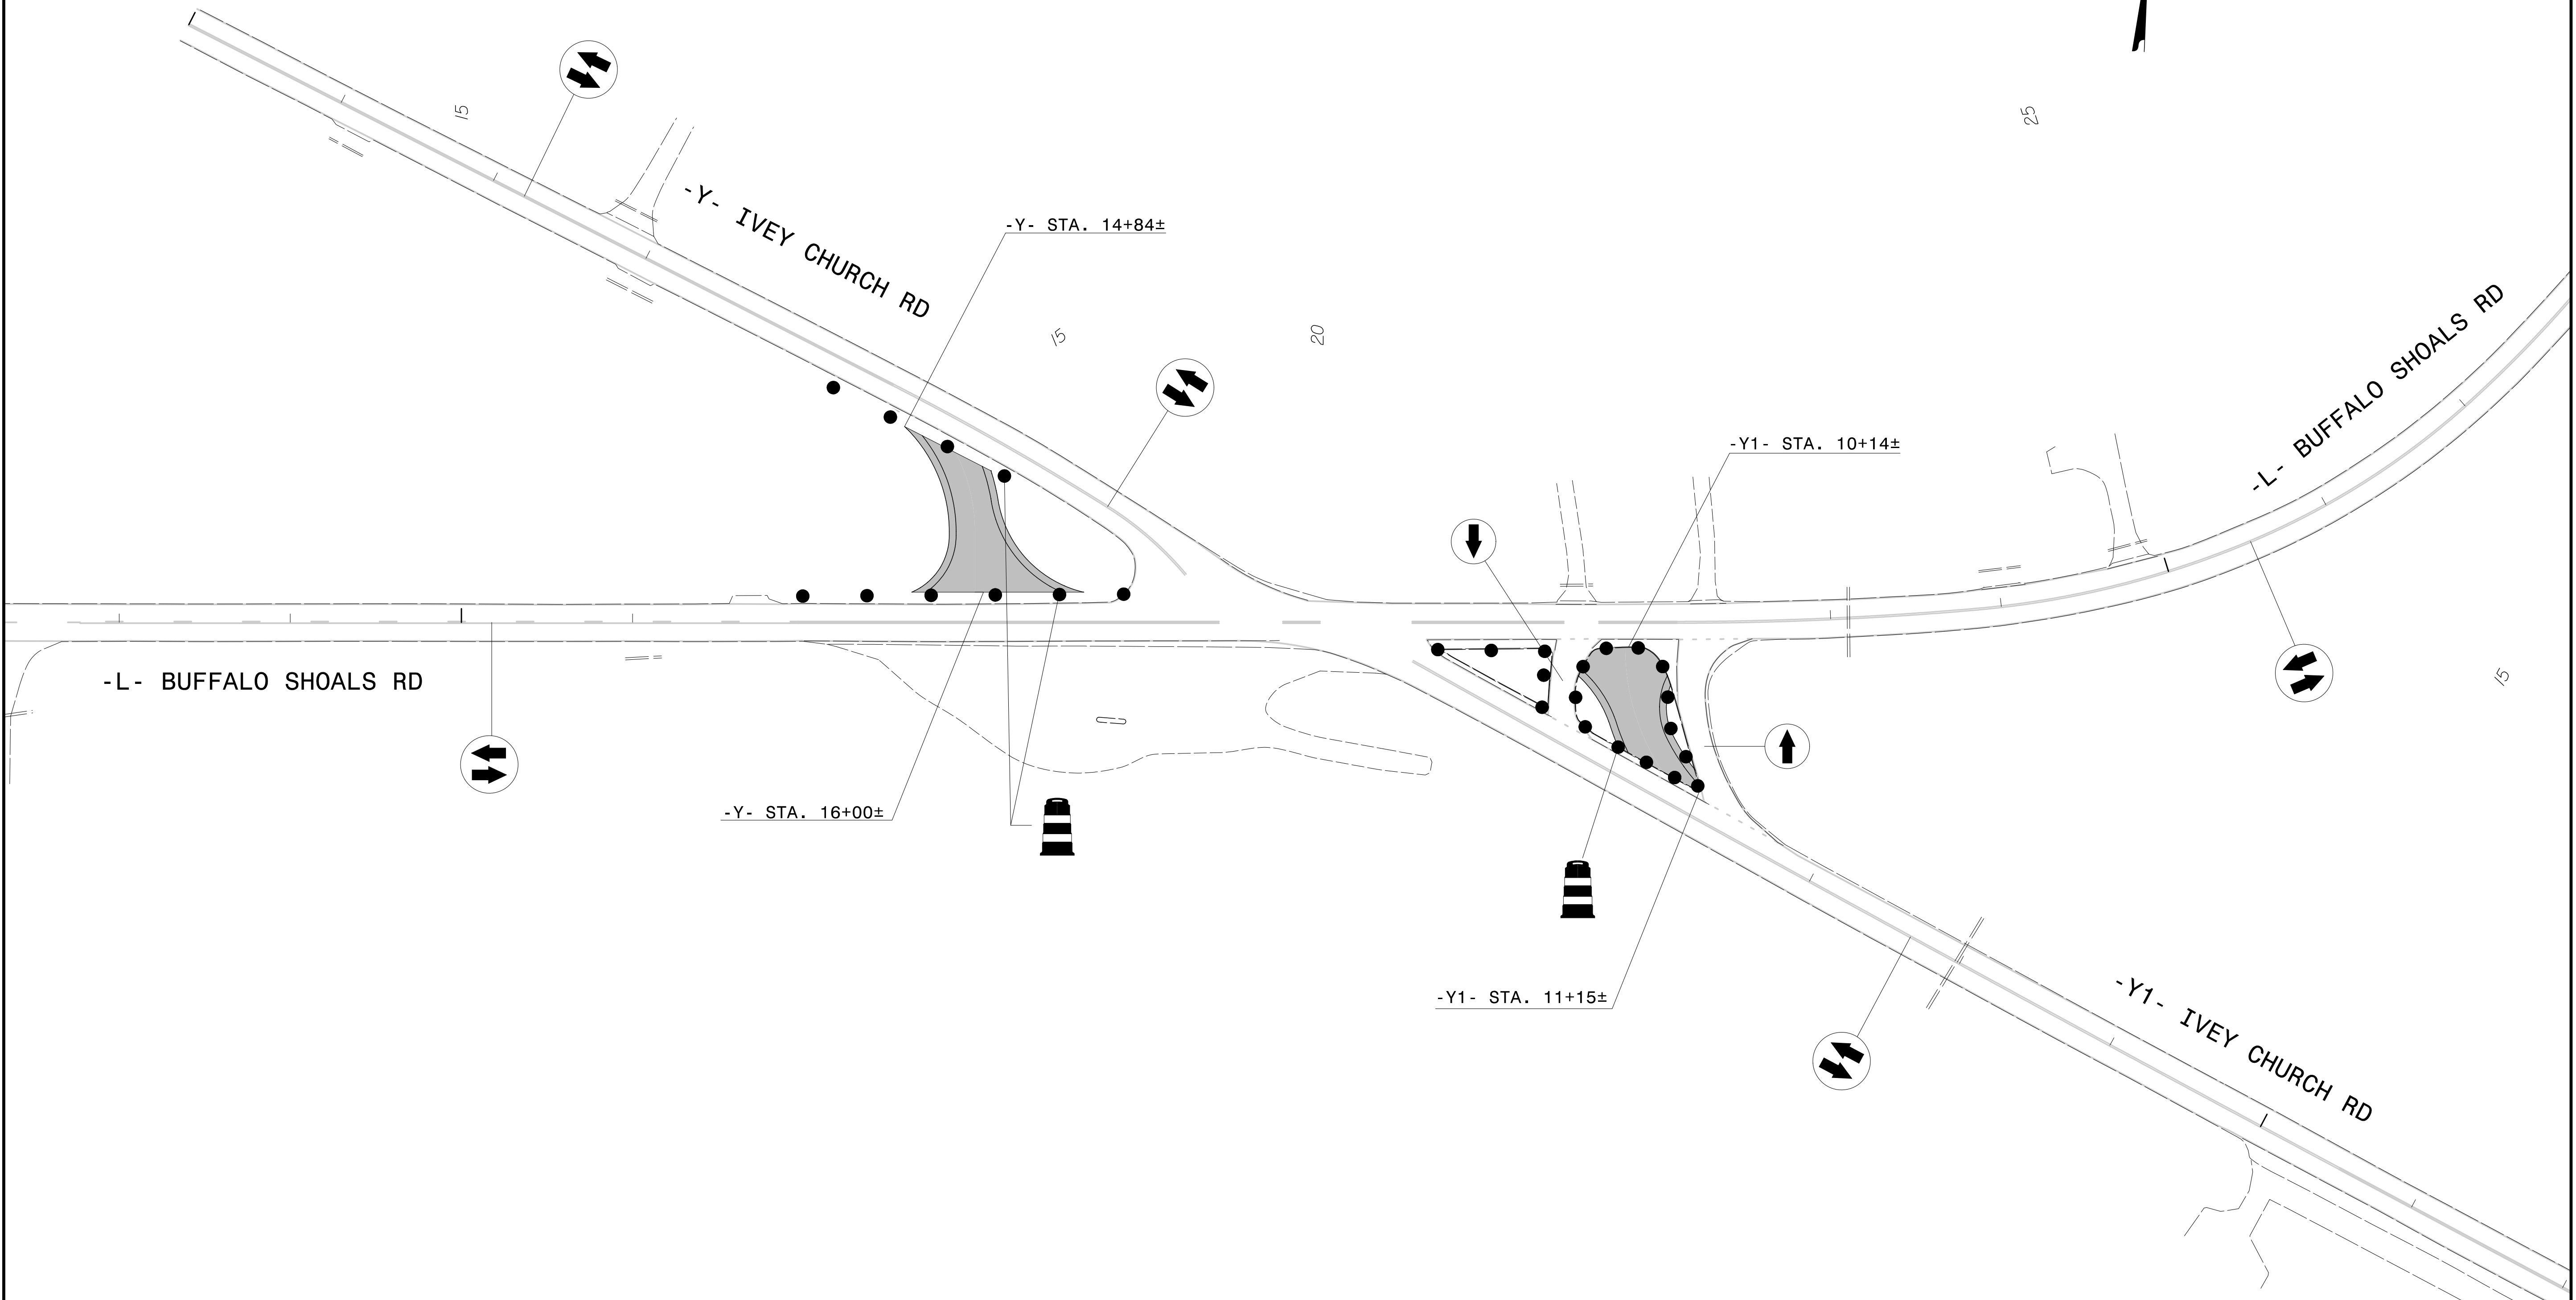 15
25
-Y- IVEY CHURCH RD
-Y- STA. 14+84±
15
20
-L- BUFFALO SHOALS RD
-Y1- STA. 10+14±
-L- BUFFALO SHOALS RD
15
-Y- STA. 16+00±
-Y1- STA. 11+15±
-Y1- IVEY CHURCH RD